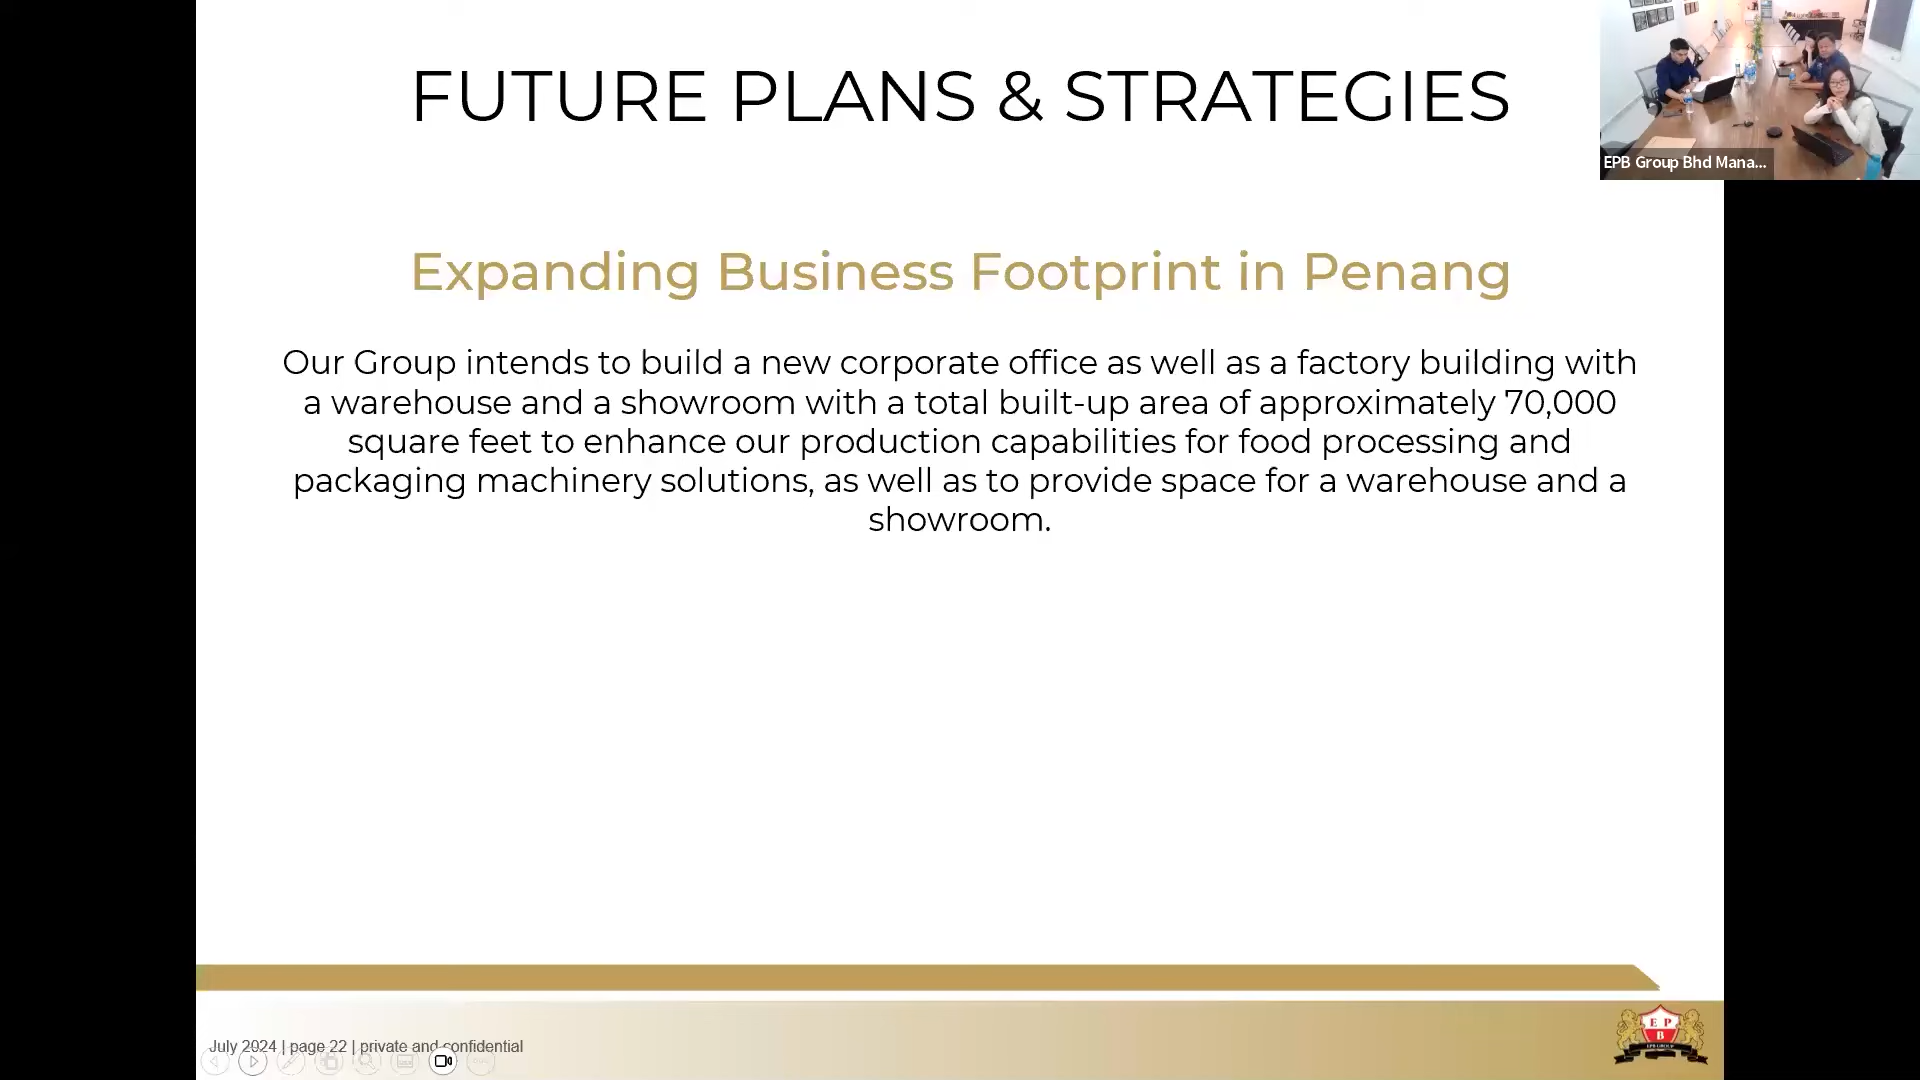 FUTURE PLANS & STRATEGIES
EPB Group Bhd Mana...
Expanding Business Footprint in Penang
Our Group intends to build a new corporate office as well as a factory building with
a warehouse and a showroom with a total built-up area of approximately 70,000
square feet to enhance our production capabilities for food processing and
packaging machinery solutions, as well as to provide space for a warehouse and a
showroom.
July 2024 | page 22 | private and confidential
E P
B
EPB GROUP